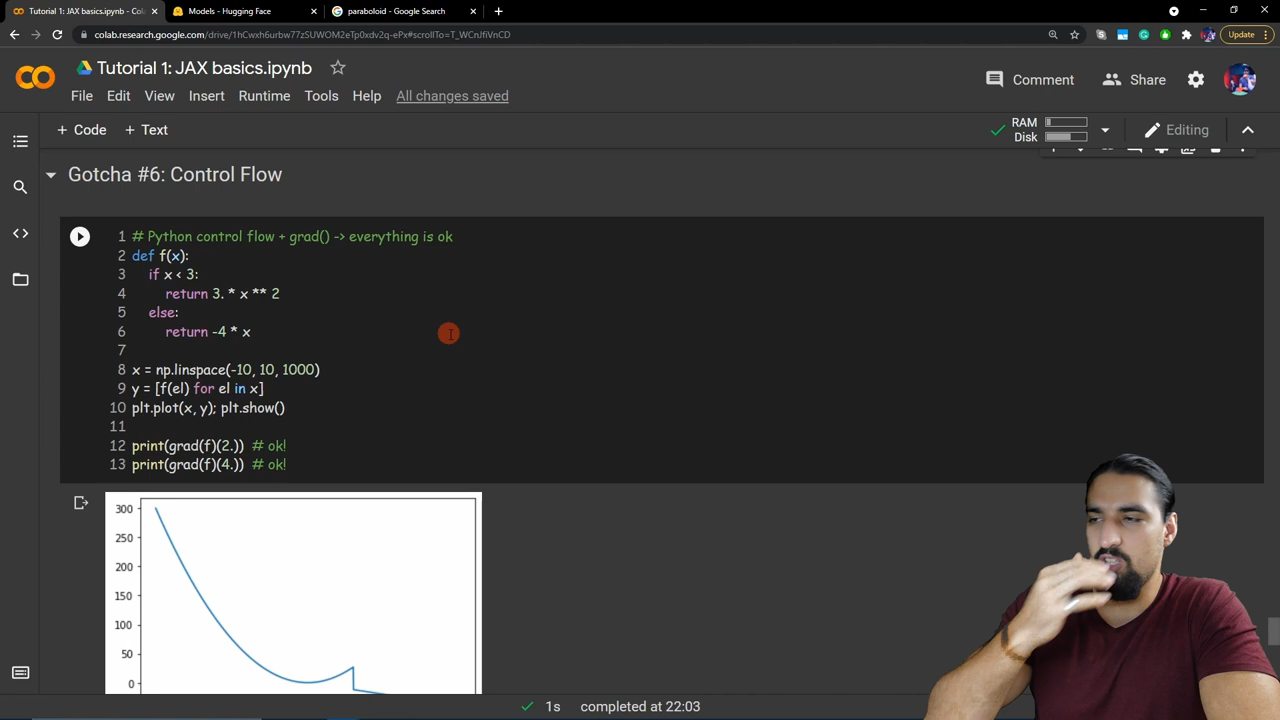 Tutorial 1: JAX basics.ipynb - Col
Models - Hugging Face
paraboloid - Google Search
colab.research.google.com/drive/1hCwxh6urbw77zSUWOM2eTp0xdv2q-ePx#scrollTo=T_WCnJfiVnCD
Update
Tutorial 1: JAX basics.ipynb
Comment
Share
File Edit View Insert Runtime Tools Help All changes saved
+ Code + Text
RAM
Disk
Editing
Gotcha #6: Control Flow
1 # Python control flow + grad() -> everything is ok
2 def f(x):
3 if x < 3:
4 return 3. * x ** 2
5 else:
6 return -4 * x
7
8 x = np.linspace(-10, 10, 1000)
9 y = [f(el) for el in x]
10 plt.plot(x, y); plt.show()
11
12 print(grad(f)(2.)) # ok!
13 print(grad(f)(4.)) # ok!
300
250
200
150
100
50
0
1s completed at 22:03